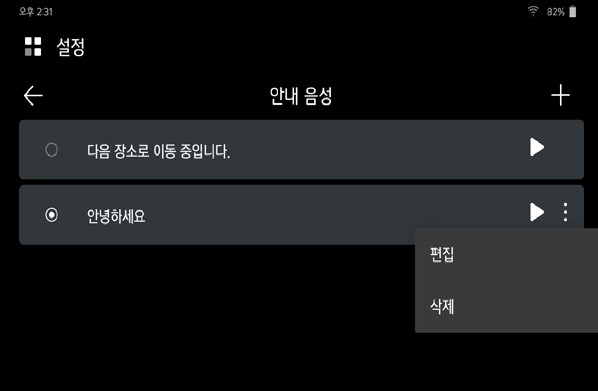 오후 2:31 82%
설정
안내 음성
다음 장소로 이동 중입니다.
안녕하세요
편집
삭제